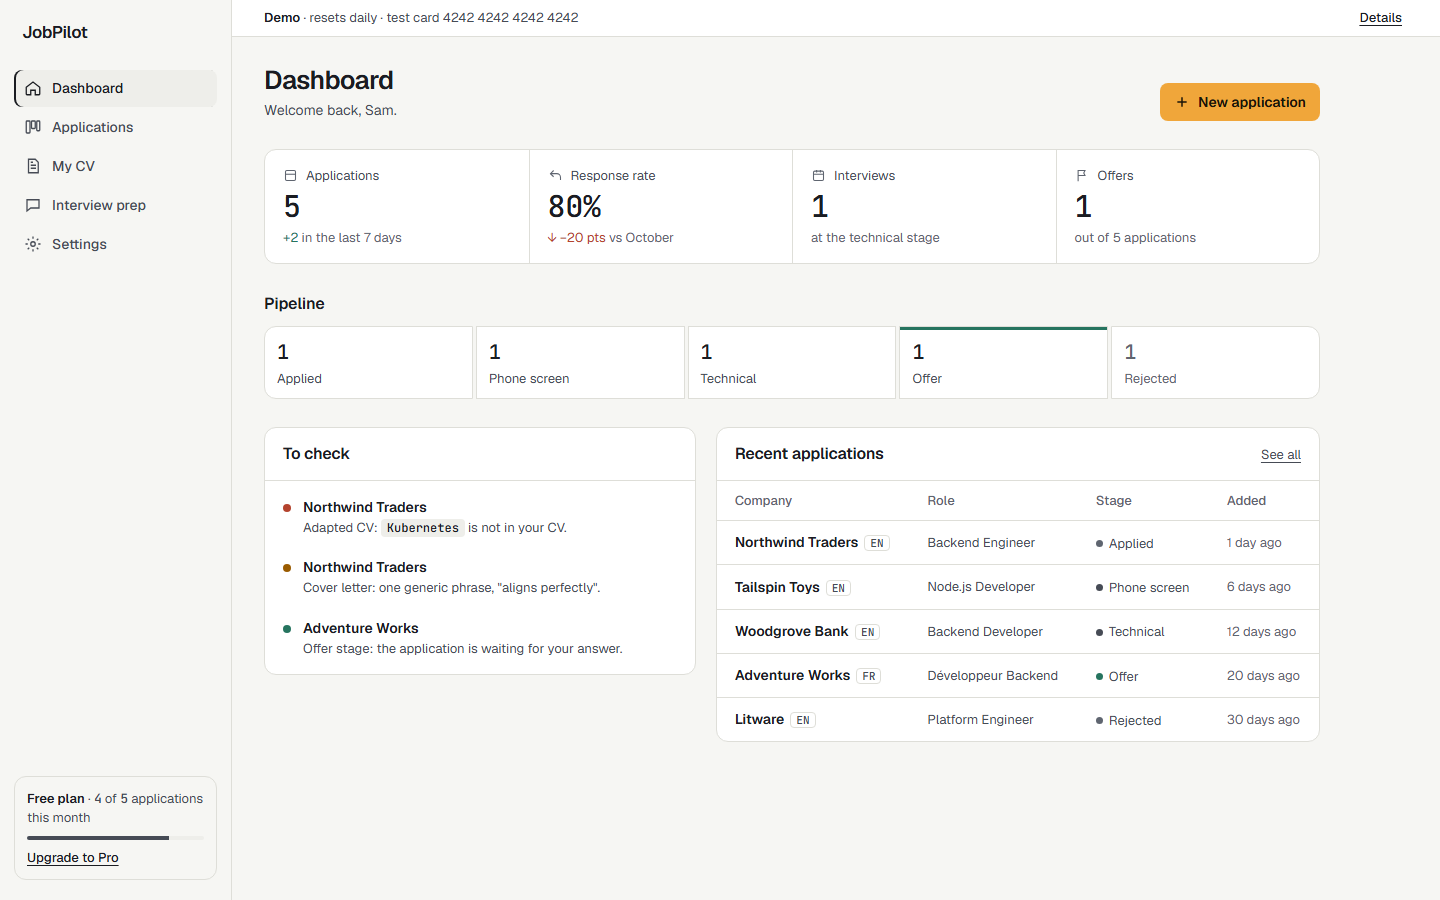 JobPilot
Dashboard
Applications
My CV
Interview prep
Settings
Free plan · 4 of 5 applications
this month
Upgrade to Pro
Demo · resets daily · test card 4242 4242 4242 4242
Details
Dashboard
Welcome back, Sam.
+ New application
Applications
5
+2 in the last 7 days
Response rate
80%
↓ −20 pts vs October
Interviews
1
at the technical stage
Offers
1
out of 5 applications
Pipeline
1
Applied
1
Phone screen
1
Technical
1
Offer
1
Rejected
To check
Northwind Traders
Adapted CV: Kubernetes is not in your CV.
Northwind Traders
Cover letter: one generic phrase, "aligns perfectly".
Adventure Works
Offer stage: the application is waiting for your answer.
Recent applications
See all
Company Role Stage Added
Northwind Traders EN Backend Engineer Applied 1 day ago
Tailspin Toys EN Node.js Developer Phone screen 6 days ago
Woodgrove Bank EN Backend Developer Technical 12 days ago
Adventure Works FR Développeur Backend Offer 20 days ago
Litware EN Platform Engineer Rejected 30 days ago